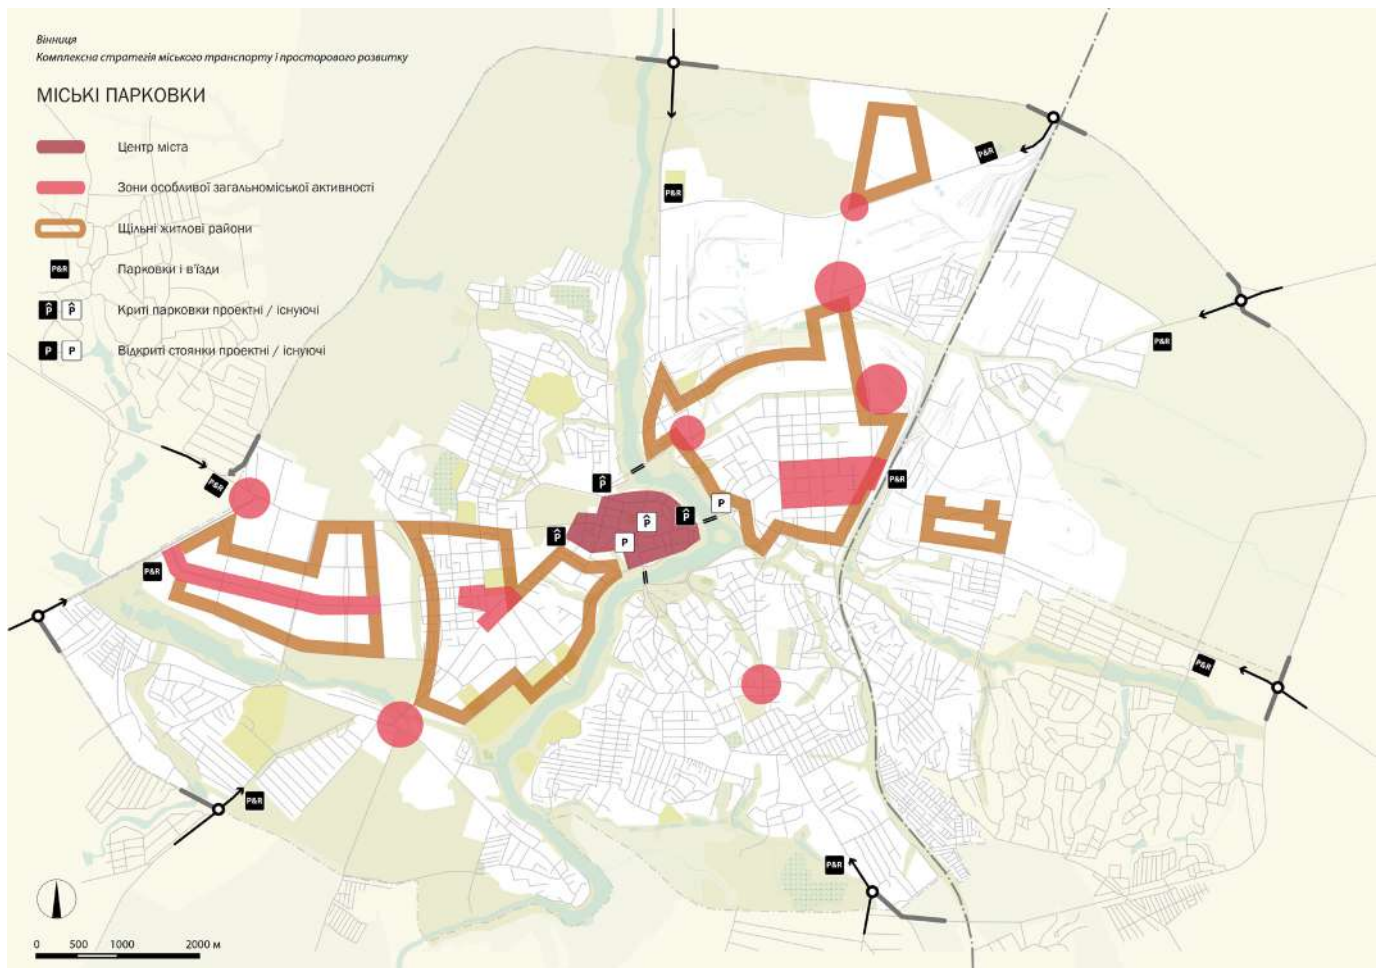 Вінниця
Комплексна стратегія міського транспорту і просторового розвитку
МІСЬКІ ПАРКОВКИ
Центр міста
Зони особливої загальноміської активності
Щільні житлові райони
P&R Парковки і в'їзди
P P Криті парковки проектні / існуючі
P P Відкриті стоянки проектні / існуючі
P&R
P&R
P&R
P
P&R
P&R
P
P
P
P
P
P
P&R
P&R
P&R
P&R
0 500 1000 2000 м